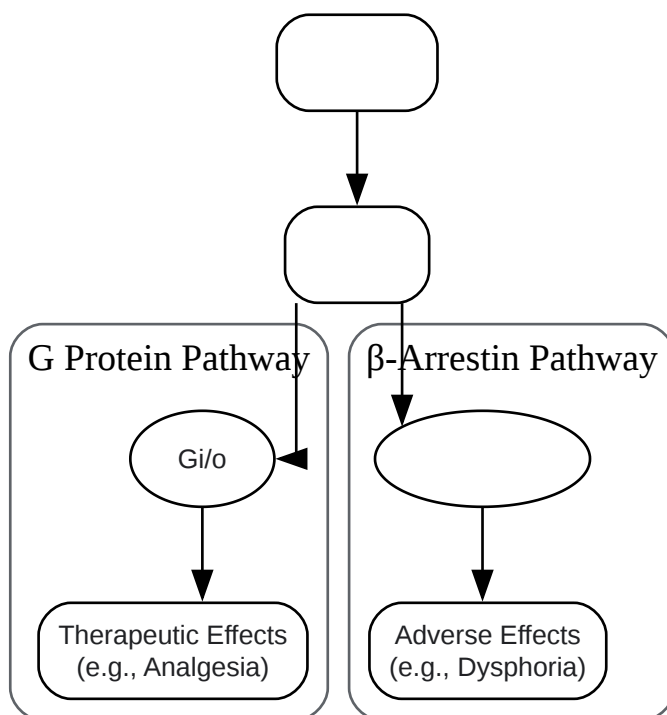 G Protein Pathway
β-Arrestin Pathway
Gi/o
Therapeutic Effects
(e.g., Analgesia)
Adverse Effects
(e.g., Dysphoria)